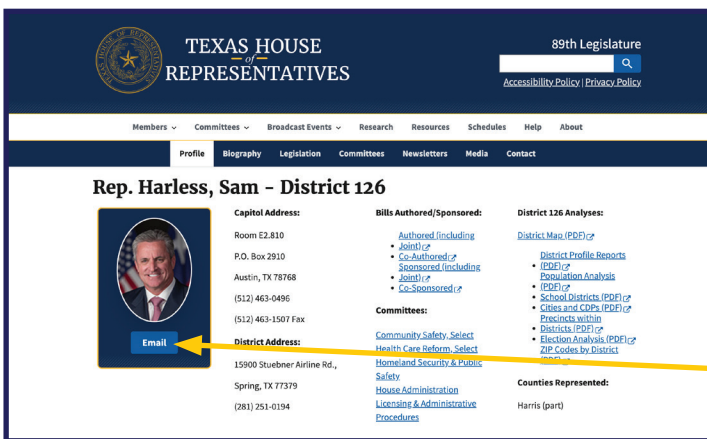 TEXAS HOUSE
of
REPRESENTATIVES
89th Legislature
Accessibility Policy | Privacy Policy
Members
Committees
Broadcast Events
Research
Resources
Schedules
Help
About
Profile
Biography
Legislation
Committees
Newsletters
Media
Contact
Rep. Harless, Sam - District 126
Email
Capitol Address:
Room E2.810
P.O. Box 2910
Austin, TX 78768
(512) 463-0496
(512) 463-1507 Fax
District Address:
15900 Stuebner Airline Rd.,
Spring, TX 77379
(281) 251-0194
Bills Authored/Sponsored:
Authored (including
• Joint)
• Co-Authored
Sponsored (including
• Joint)
• Co-Sponsored
Committees:
Community Safety, Select
Health Care Reform, Select
Homeland Security & Public
Safety
House Administration
Licensing & Administrative
Procedures
District 126 Analyses:
District Map (PDF)
District Profile Reports
• (PDF)
Population Analysis
• (PDF)
• School Districts (PDF)
• Cities and CDPs (PDF)
Precincts within
• Districts (PDF)
• Election Analysis (PDF)
ZIP Codes by District
Counties Represented:
Harris (part)